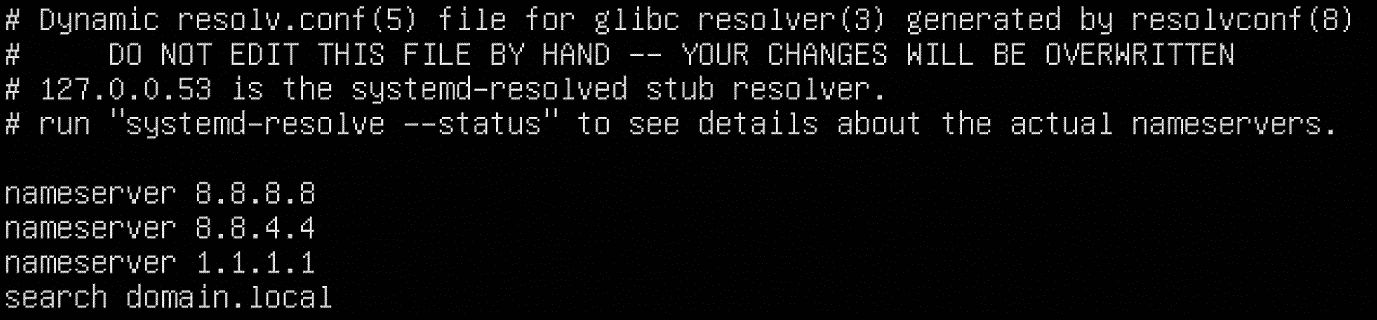 # Dynamic resolv.conf(5) file for glibc resolver(3) generated by resolvconf(8)
#     DO NOT EDIT THIS FILE BY HAND -- YOUR CHANGES WILL BE OVERWRITTEN
# 127.0.0.53 is the systemd-resolved stub resolver.
# run "systemd-resolve --status" to see details about the actual nameservers.

nameserver 8.8.8.8
nameserver 8.8.4.4
nameserver 1.1.1.1
search domain.local